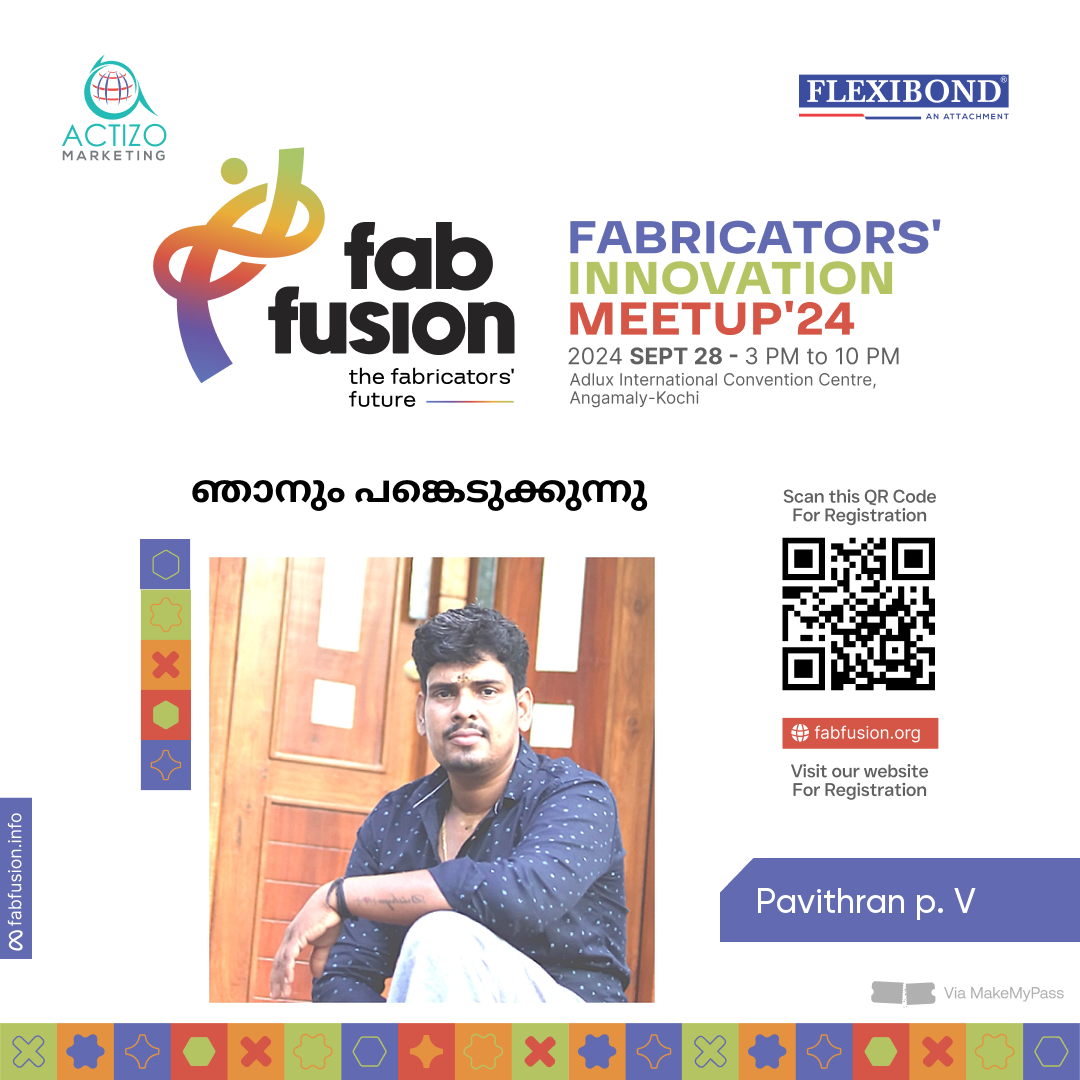 ACTIZO
MARKETING
FLEXIBOND®
AN ATTACHMENT
fab
fusion
the fabricators'
future
FABRICATORS'
INNOVATION
MEETUP'24
2024 SEPT 28 - 3 PM to 10 PM
Adlux International Convention Centre,
Angamaly-Kochi
ഞാനും പങ്കെടുക്കുന്നു
Scan this QR Code
For Registration
fabfusion.org
Visit our website
For Registration
fabfusion.info
Pavithran p. V
Via MakeMyPass